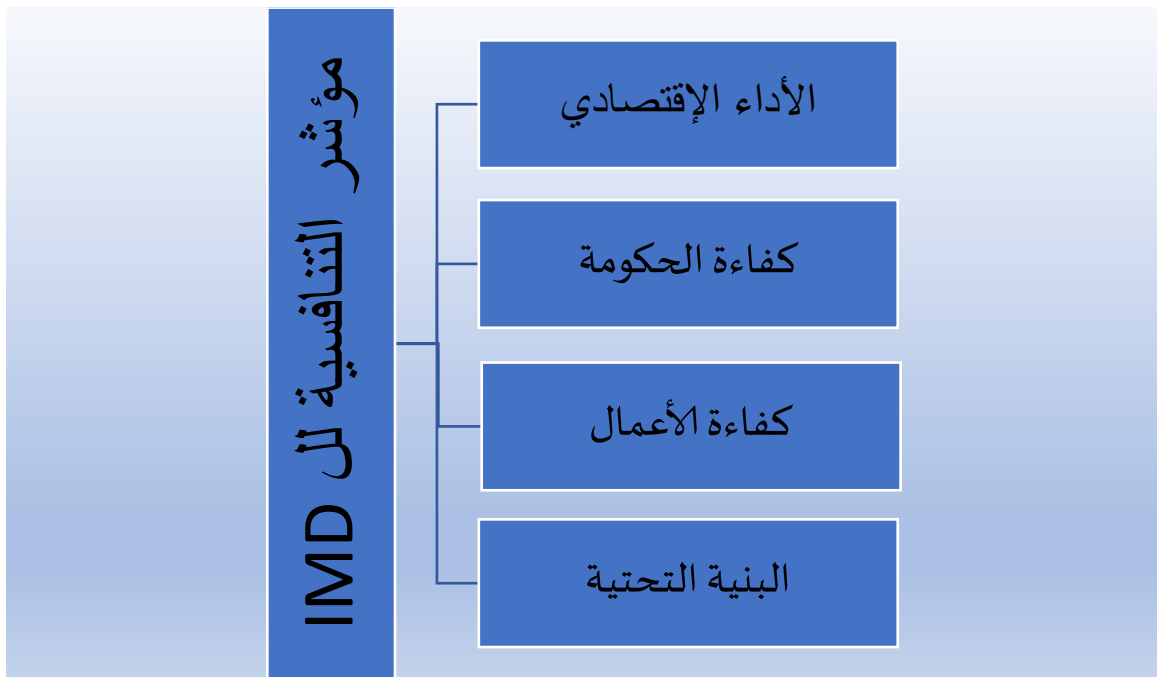 مؤشر التنافسية لل IMD
الأداء الإقتصادي
كفاءة الحكومة
كفاءة الأعمال
البنية التحتية